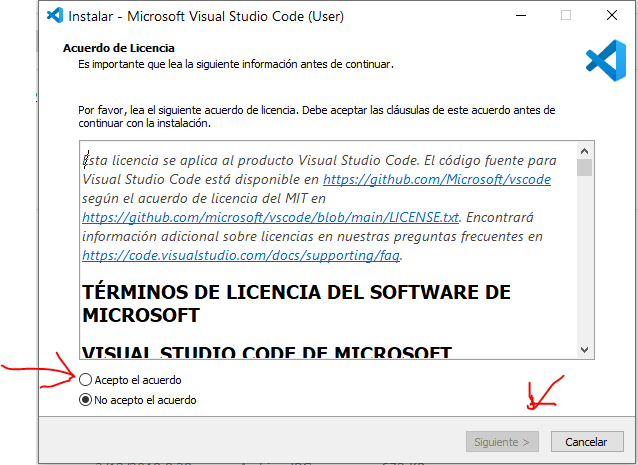 Instalar - Microsoft Visual Studio Code (User)
Acuerdo de Licencia
Es importante que lea la siguiente información antes de continuar.
Por favor, lea el siguiente acuerdo de licencia. Debe aceptar las cláusulas de este acuerdo antes de
continuar con la instalación.
Esta licencia se aplica al producto Visual Studio Code. El código fuente para
Visual Studio Code está disponible en https://github.com/Microsoft/vscode
según el acuerdo de licencia del MIT en
https://github.com/microsoft/vscode/blob/main/LICENSE.txt. Encontrará
información adicional sobre licencias en nuestras preguntas frecuentes en
https://code.visualstudio.com/docs/supporting/faq.
TÉRMINOS DE LICENCIA DEL SOFTWARE DE
MICROSOFT
VISUAL STUDIO CODE DE MICROSOFT
Acepto el acuerdo
No acepto el acuerdo
Siguiente >
Cancelar